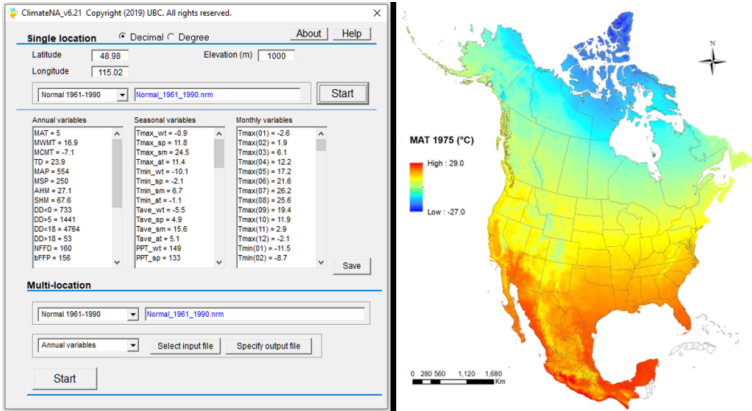 ClimateNA_v6.21 Copyright (2019) UBC. All rights reserved.
Single location
Decimal
Degree
About
Help
Latitude
48.98
Elevation (m)
1000
Longitude
115.02
Normal 1961-1990
Normal_1961_1990.nrm
Start
Annual variables
MAT = 5
MWMT = 16.9
MCMT = -7.1
TD = 23.9
MAP = 554
MSP = 250
AHM = 27.1
SHM = 67.6
DD<0 = 733
DD>5 = 1441
DD<18 = 4764
DD>18 = 53
NFFD = 160
bFFP = 156
Seasonal variables
Tmax_wt = -0.9
Tmax_sp = 11.8
Tmax_sm = 24.5
Tmax_at = 11.4
Tmin_wt = -10.1
Tmin_sp = -2.1
Tmin_sm = 6.7
Tmin_at = -1.1
Tave_wt = -5.5
Tave_sp = 4.9
Tave_sm = 15.6
Tave_at = 5.1
PPT_wt = 149
PPT_sp = 133
Monthly variables
Tmax(01) = -2.6
Tmax(02) = 1.9
Tmax(03) = 6.1
Tmax(04) = 12.2
Tmax(05) = 17.2
Tmax(06) = 21.6
Tmax(07) = 26.2
Tmax(08) = 25.6
Tmax(09) = 19.4
Tmax(10) = 11.9
Tmax(11) = 2.9
Tmax(12) = -2.1
Tmin(01) = -11.5
Tmin(02) = -8.7
Save
Multi-location
Normal 1961-1990
Normal_1961_1990.nrm
Annual variables
Select input file
Specify output file
Start
N
MAT 1975 (°C)
High : 29.0
Low : -27.0
0 280 560 1,120 1,680
Km